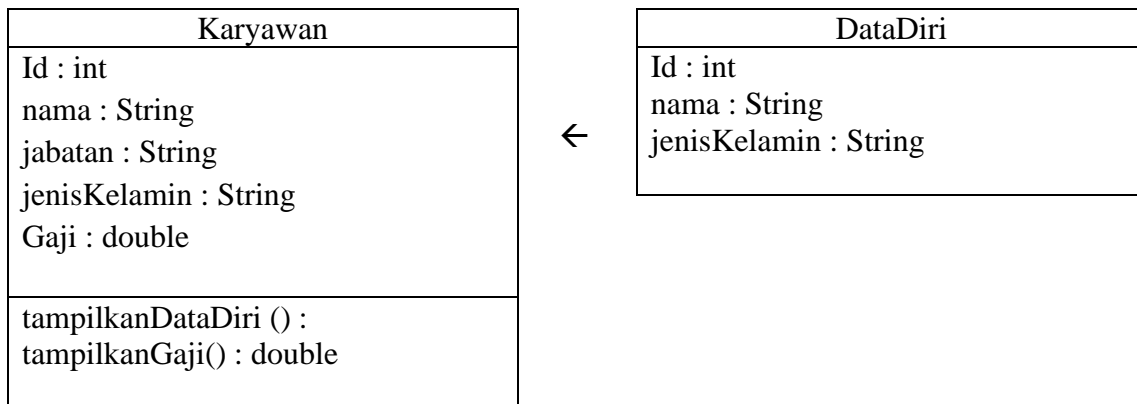 Karyawan
Id : int
nama : String
jabatan : String
jenisKelamin : String
Gaji : double
tampilkanDataDiri () :
tampilkanGaji() : double
←
DataDiri
Id : int
nama : String
jenisKelamin : String